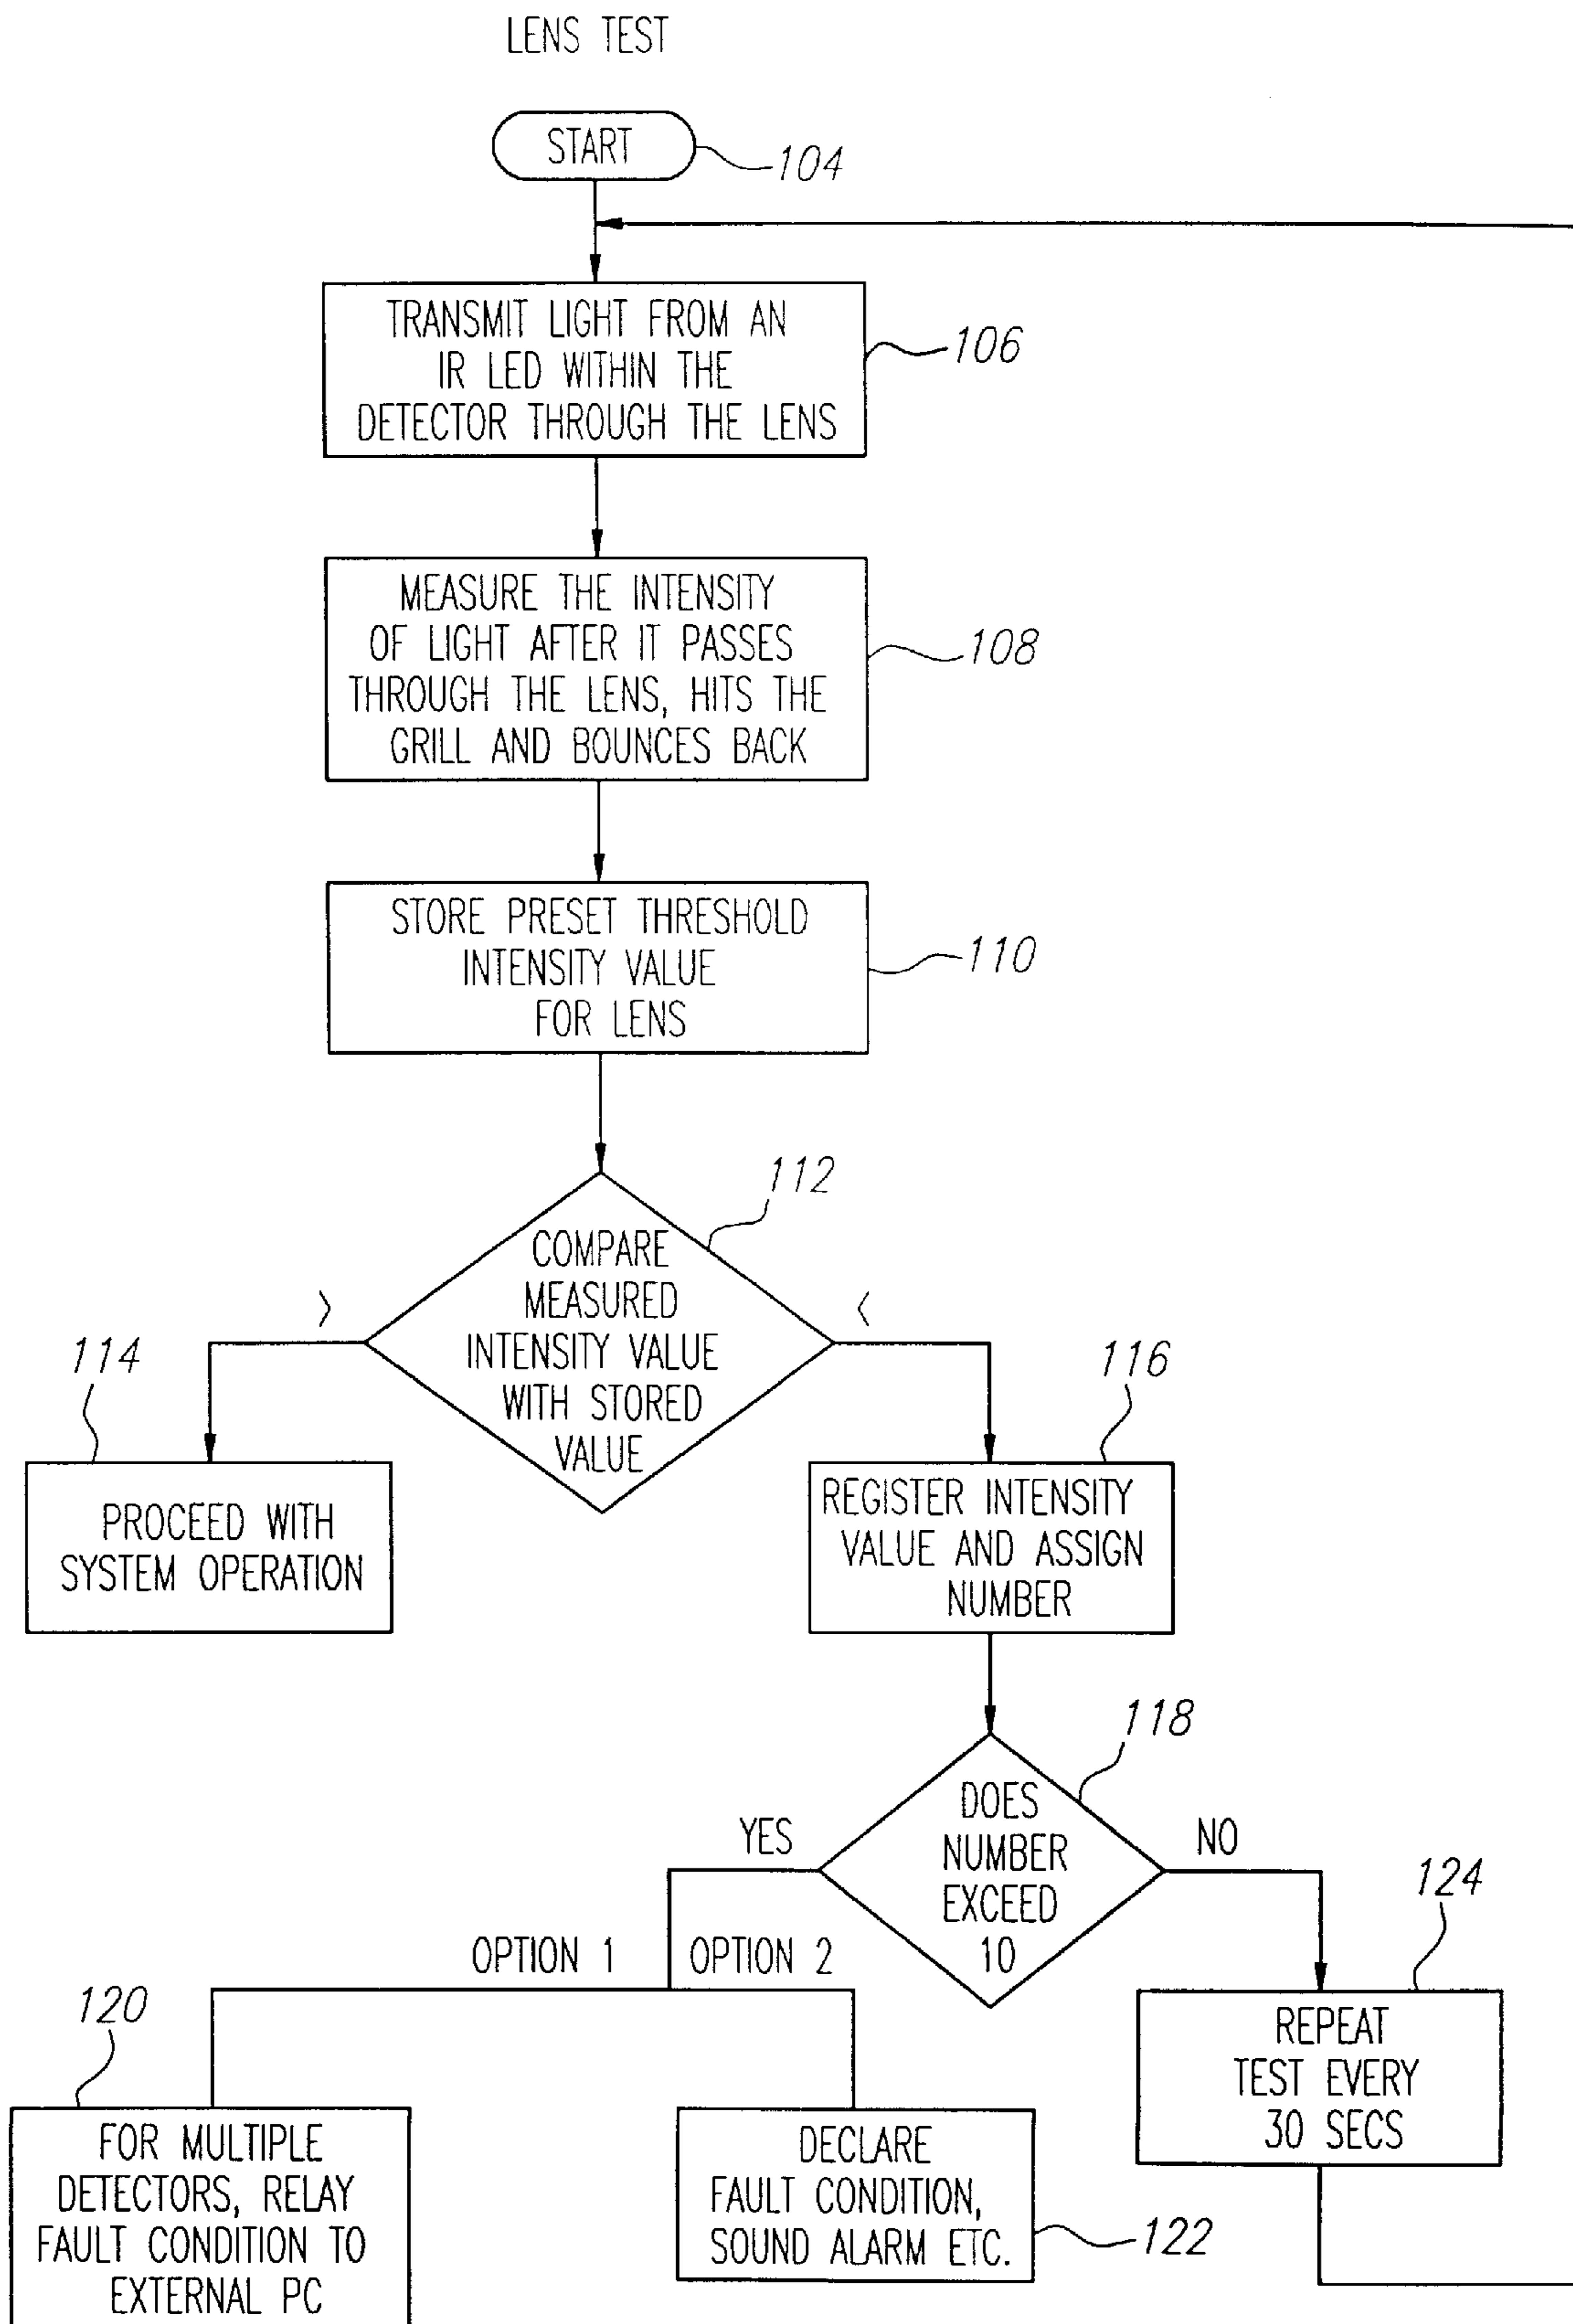 LENS TEST
START
104
TRANSMIT LIGHT FROM AN
IR LED WITHIN THE
DETECTOR THROUGH THE LENS
106
MEASURE THE INTENSITY
OF LIGHT AFTER IT PASSES
THROUGH THE LENS, HITS THE
GRILL AND BOUNCES BACK
108
STORE PRESET THRESHOLD
INTENSITY VALUE
FOR LENS
110
112
COMPARE
MEASURED
INTENSITY VALUE
WITH STORED
VALUE
>
<
114
PROCEED WITH
SYSTEM OPERATION
116
REGISTER INTENSITY
VALUE AND ASSIGN
NUMBER
118
DOES
NUMBER
EXCEED
10
YES
NO
OPTION 1
OPTION 2
124
REPEAT
TEST EVERY
30 SECS
120
FOR MULTIPLE
DETECTORS, RELAY
FAULT CONDITION TO
EXTERNAL PC
DECLARE
FAULT CONDITION,
SOUND ALARM ETC.
122